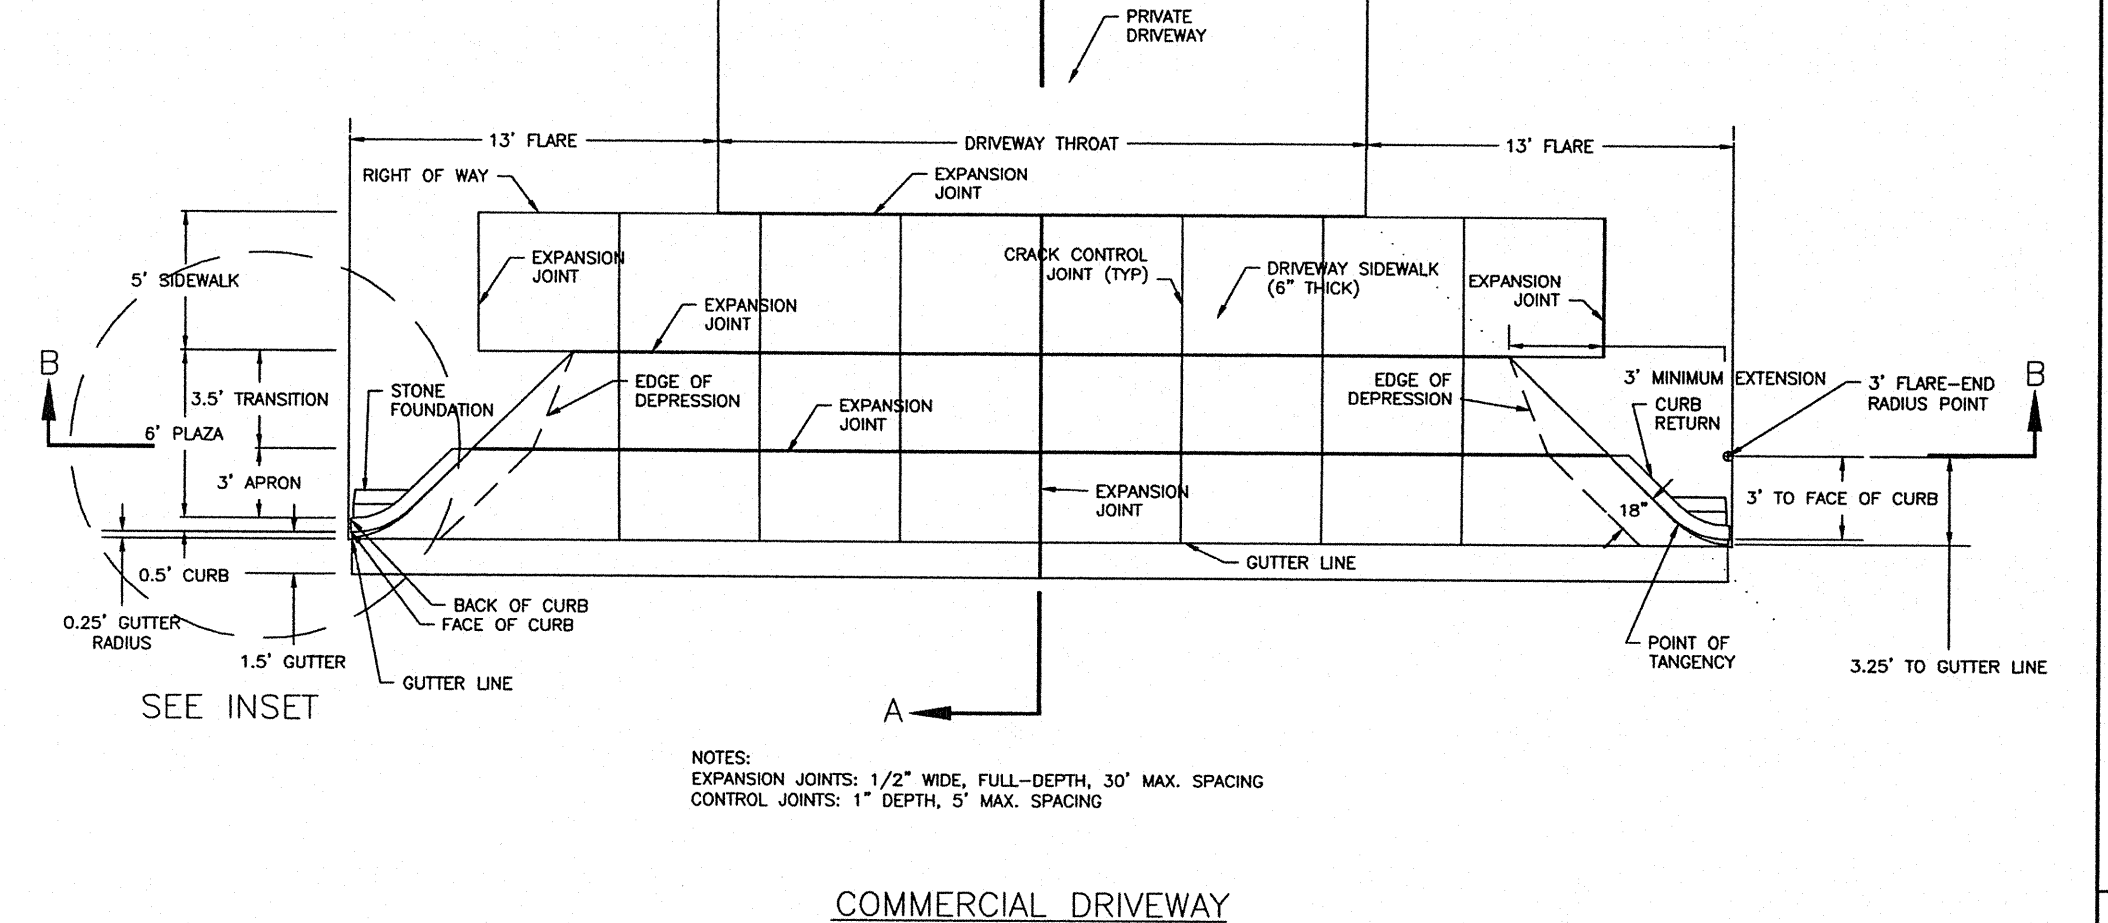 PRIVATE
DRIVEWAY
13' FLARE
DRIVEWAY THROAT
13' FLARE
RIGHT OF WAY
EXPANSION
JOINT
5' SIDEWALK
EXPANSION
JOINT
CRACK CONTROL
JOINT (TYP)
DRIVEWAY SIDEWALK
(6" THICK)
EXPANSION
JOINT
EXPANSION
JOINT
B
3.5' TRANSITION
6' PLAZA
3' APRON
STONE
FOUNDATION
EDGE OF
DEPRESSION
EXPANSION
JOINT
EDGE OF
DEPRESSION
3' MINIMUM EXTENSION
CURB
RETURN
3' FLARE-END
RADIUS POINT
B
EXPANSION
JOINT
18"
3' TO FACE OF CURB
0.5' CURB
GUTTER LINE
0.25' GUTTER
RADIUS
BACK OF CURB
FACE OF CURB
1.5' GUTTER
GUTTER LINE
POINT OF
TANGENCY
3.25' TO GUTTER LINE
SEE INSET
A
NOTES:
EXPANSION JOINTS: 1/2" WIDE, FULL-DEPTH, 30' MAX. SPACING
CONTROL JOINTS: 1" DEPTH, 5' MAX. SPACING
COMMERCIAL DRIVEWAY